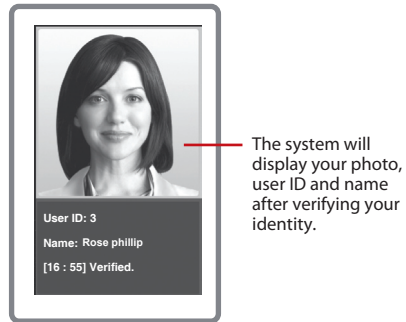 User ID: 3
Name: Rose phillip
[16 : 55] Verified.
The system will
display your photo,
user ID and name
after verifying your
identity.